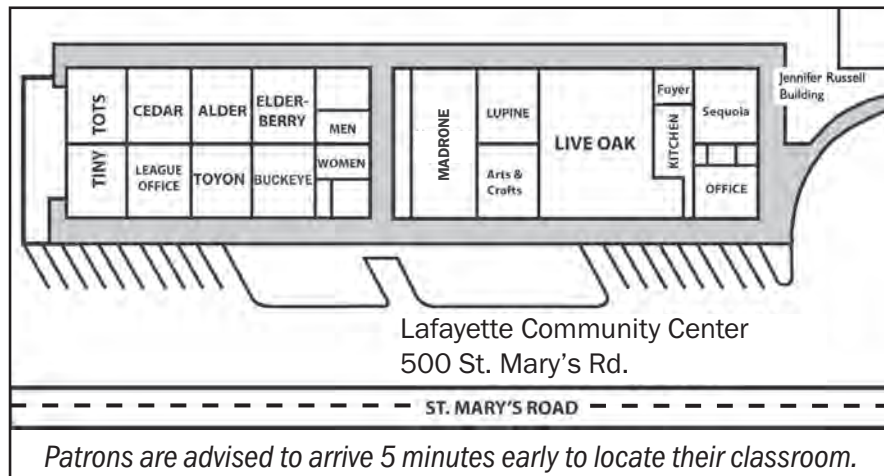 TINY TOTS
CEDAR
ALDER
ELDER-
BERRY
MEN
LEAGUE
OFFICE
TOYON
BUCKEYE
WOMEN
MADRONE
LUPINE
Arts &
Crafts
LIVE OAK
Foyer
KITCHEN
Sequoia
OFFICE
Jennifer Russell
Building
Lafayette Community Center
500 St. Mary's Rd.
ST. MARY'S ROAD
Patrons are advised to arrive 5 minutes early to locate their classroom.